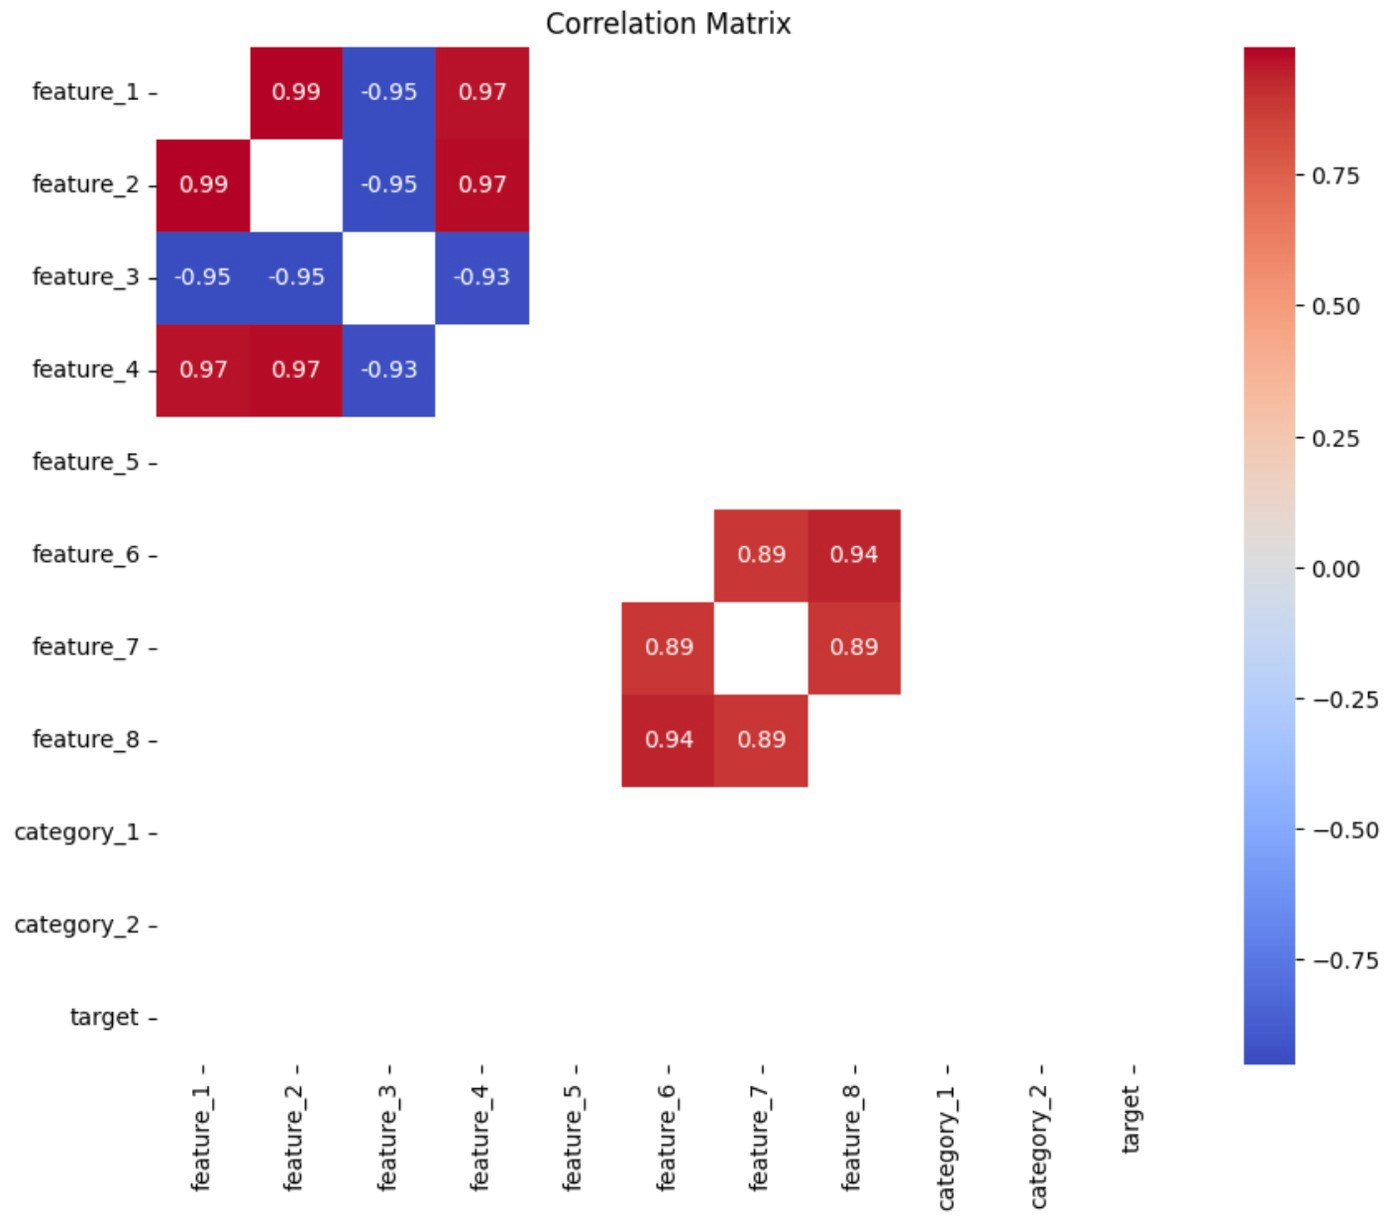 Correlation Matrix
feature_1 0.99 -0.95 0.97
feature_2 0.99 -0.95 0.97
feature_3 -0.95 -0.95 -0.93
feature_4 0.97 0.97 -0.93
feature_5
feature_6 0.89 0.94
feature_7 0.89 0.89
feature_8 0.94 0.89
category_1
category_2
target
feature_1 feature_2 feature_3 feature_4 feature_5 feature_6 feature_7 feature_8 category_1 category_2 target
0.75
0.50
0.25
0.00
−0.25
−0.50
−0.75